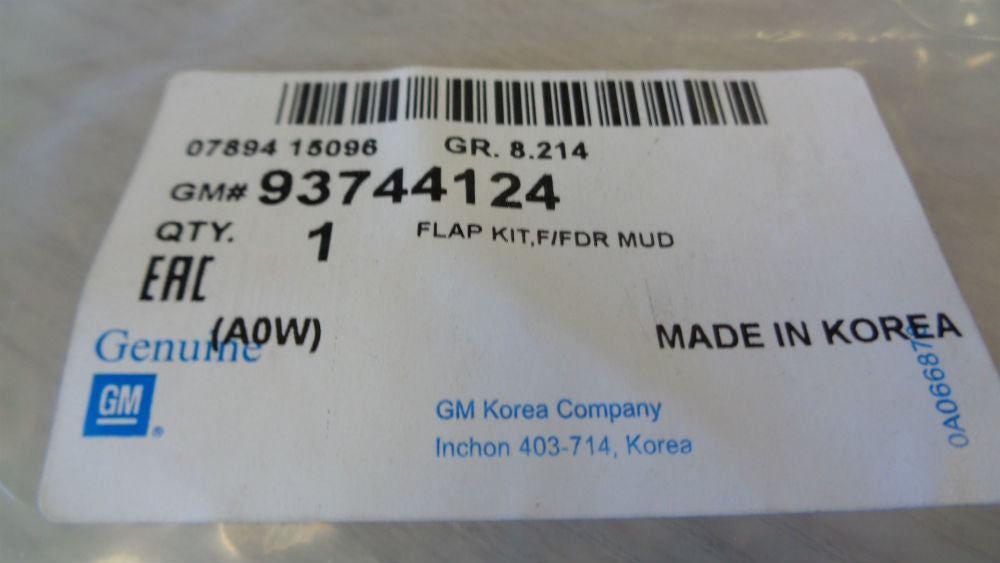 07894 15096 GR. 8.214
GM# 93744124
QTY. 1 FLAP KIT,F/FDR MUD
EAC
(A0W)
Genuine
MADE IN KOREA
GM
®
GM Korea Company
Inchon 403-714, Korea